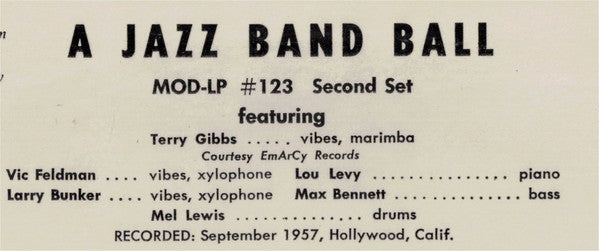 n
A JAZZ BAND BALL
y
MOD-LP #123 Second Set
featuring
Terry Gibbs ..... vibes, marimba
Courtesy EmArCy Records
Vic Feldman .... vibes, xylophone Lou Levy ............... piano
Larry Bunker .... vibes, xylophone Max Bennett .............. bass
Mel Lewis .............. drums
RECORDED: September 1957, Hollywood, Calif.